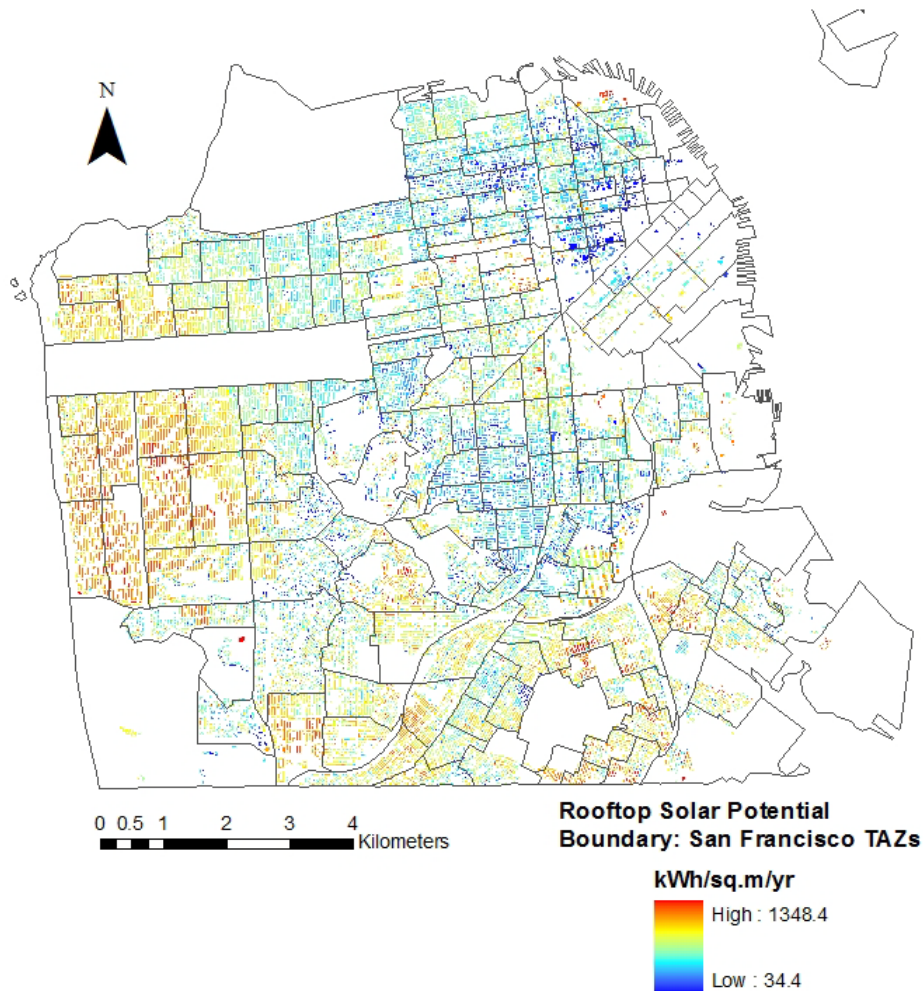 N
0 0.5 1 2 3 4
Kilometers
Rooftop Solar Potential
Boundary: San Francisco TAZs
kWh/sq.m/yr
High : 1348.4
Low : 34.4